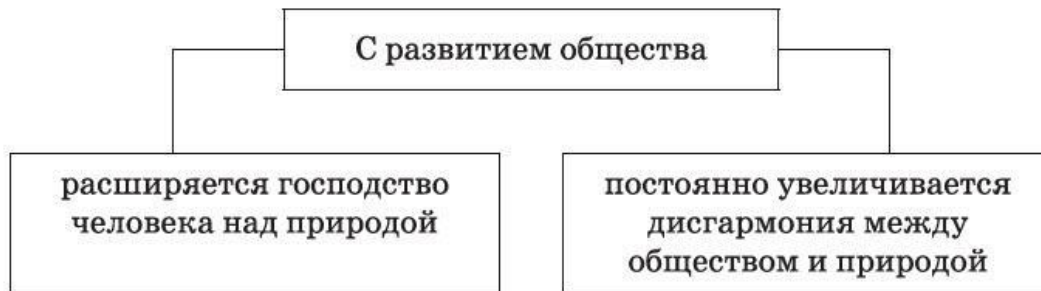 С развитием общества
расширяется господство
человека над природой
постоянно увеличивается
дисгармония между
обществом и природой